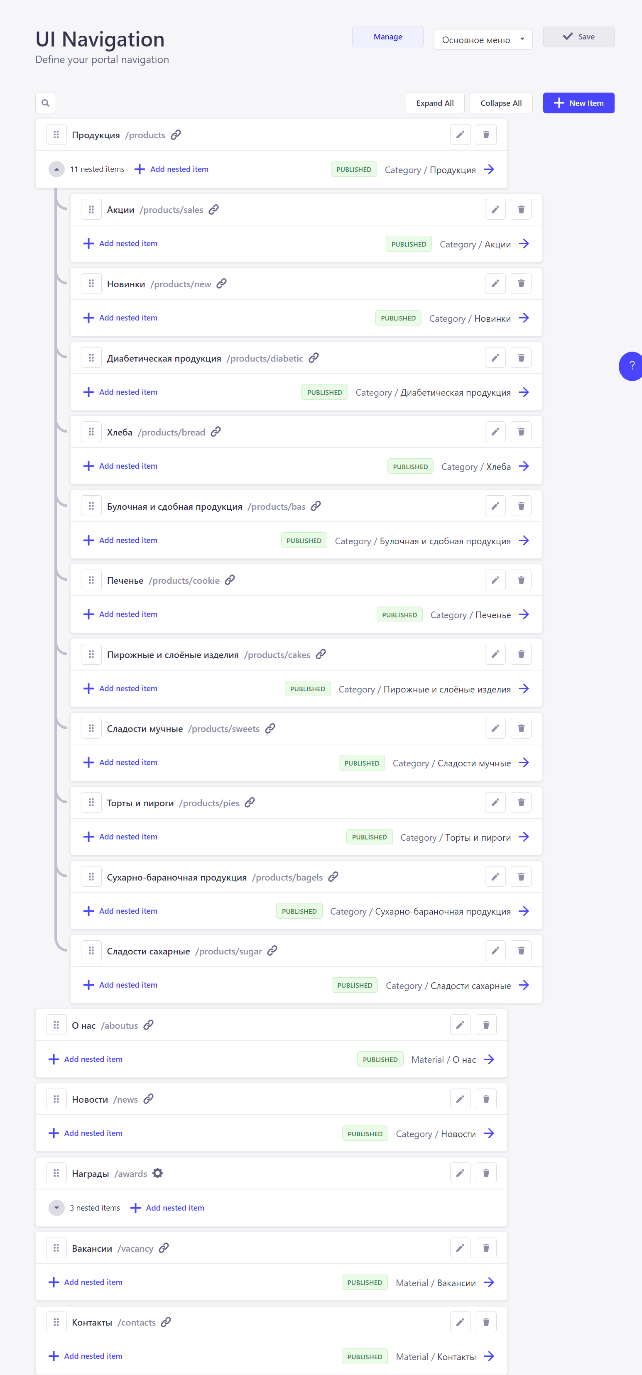 UI Navigation
Define your portal navigation
Manage
Основное меню
Save
Expand All
Collapse All
New Item
Продукция /products
11 nested items Add nested item PUBLISHED Category / Продукция
Акции /products/sales
Add nested item PUBLISHED Category / Акции
Новинки /products/new
Add nested item PUBLISHED Category / Новинки
Диабетическая продукция /products/diabetic
Add nested item PUBLISHED Category / Диабетическая продукция
?
Хлеба /products/bread
Add nested item PUBLISHED Category / Хлеба
Булочная и сдобная продукция /products/bas
Add nested item PUBLISHED Category / Булочная и сдобная продукция
Печенье /products/cookie
Add nested item PUBLISHED Category / Печенье
Пирожные и слоёные изделия /products/cakes
Add nested item PUBLISHED Category / Пирожные и слоёные изделия
Сладости мучные /products/sweets
Add nested item PUBLISHED Category / Сладости мучные
Торты и пироги /products/pies
Add nested item PUBLISHED Category / Торты и пироги
Сухарно-бараночная продукция /products/bagels
Add nested item PUBLISHED Category / Сухарно-бараночная продукция
Сладости сахарные /products/sugar
Add nested item PUBLISHED Category / Сладости сахарные
О нас /aboutus
Add nested item PUBLISHED Material / О нас
Новости /news
Add nested item PUBLISHED Category / Новости
Награды /awards
3 nested items Add nested item
Вакансии /vacancy
Add nested item PUBLISHED Material / Вакансии
Контакты /contacts
Add nested item PUBLISHED Material / Контакты